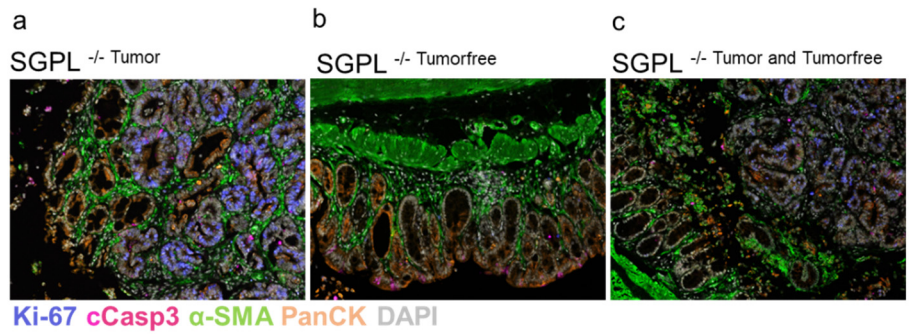 a
SGPL -/- Tumor
b
SGPL -/- Tumorfree
c
SGPL -/- Tumor and Tumorfree
Ki-67 cCasp3 α-SMA PanCK DAPI